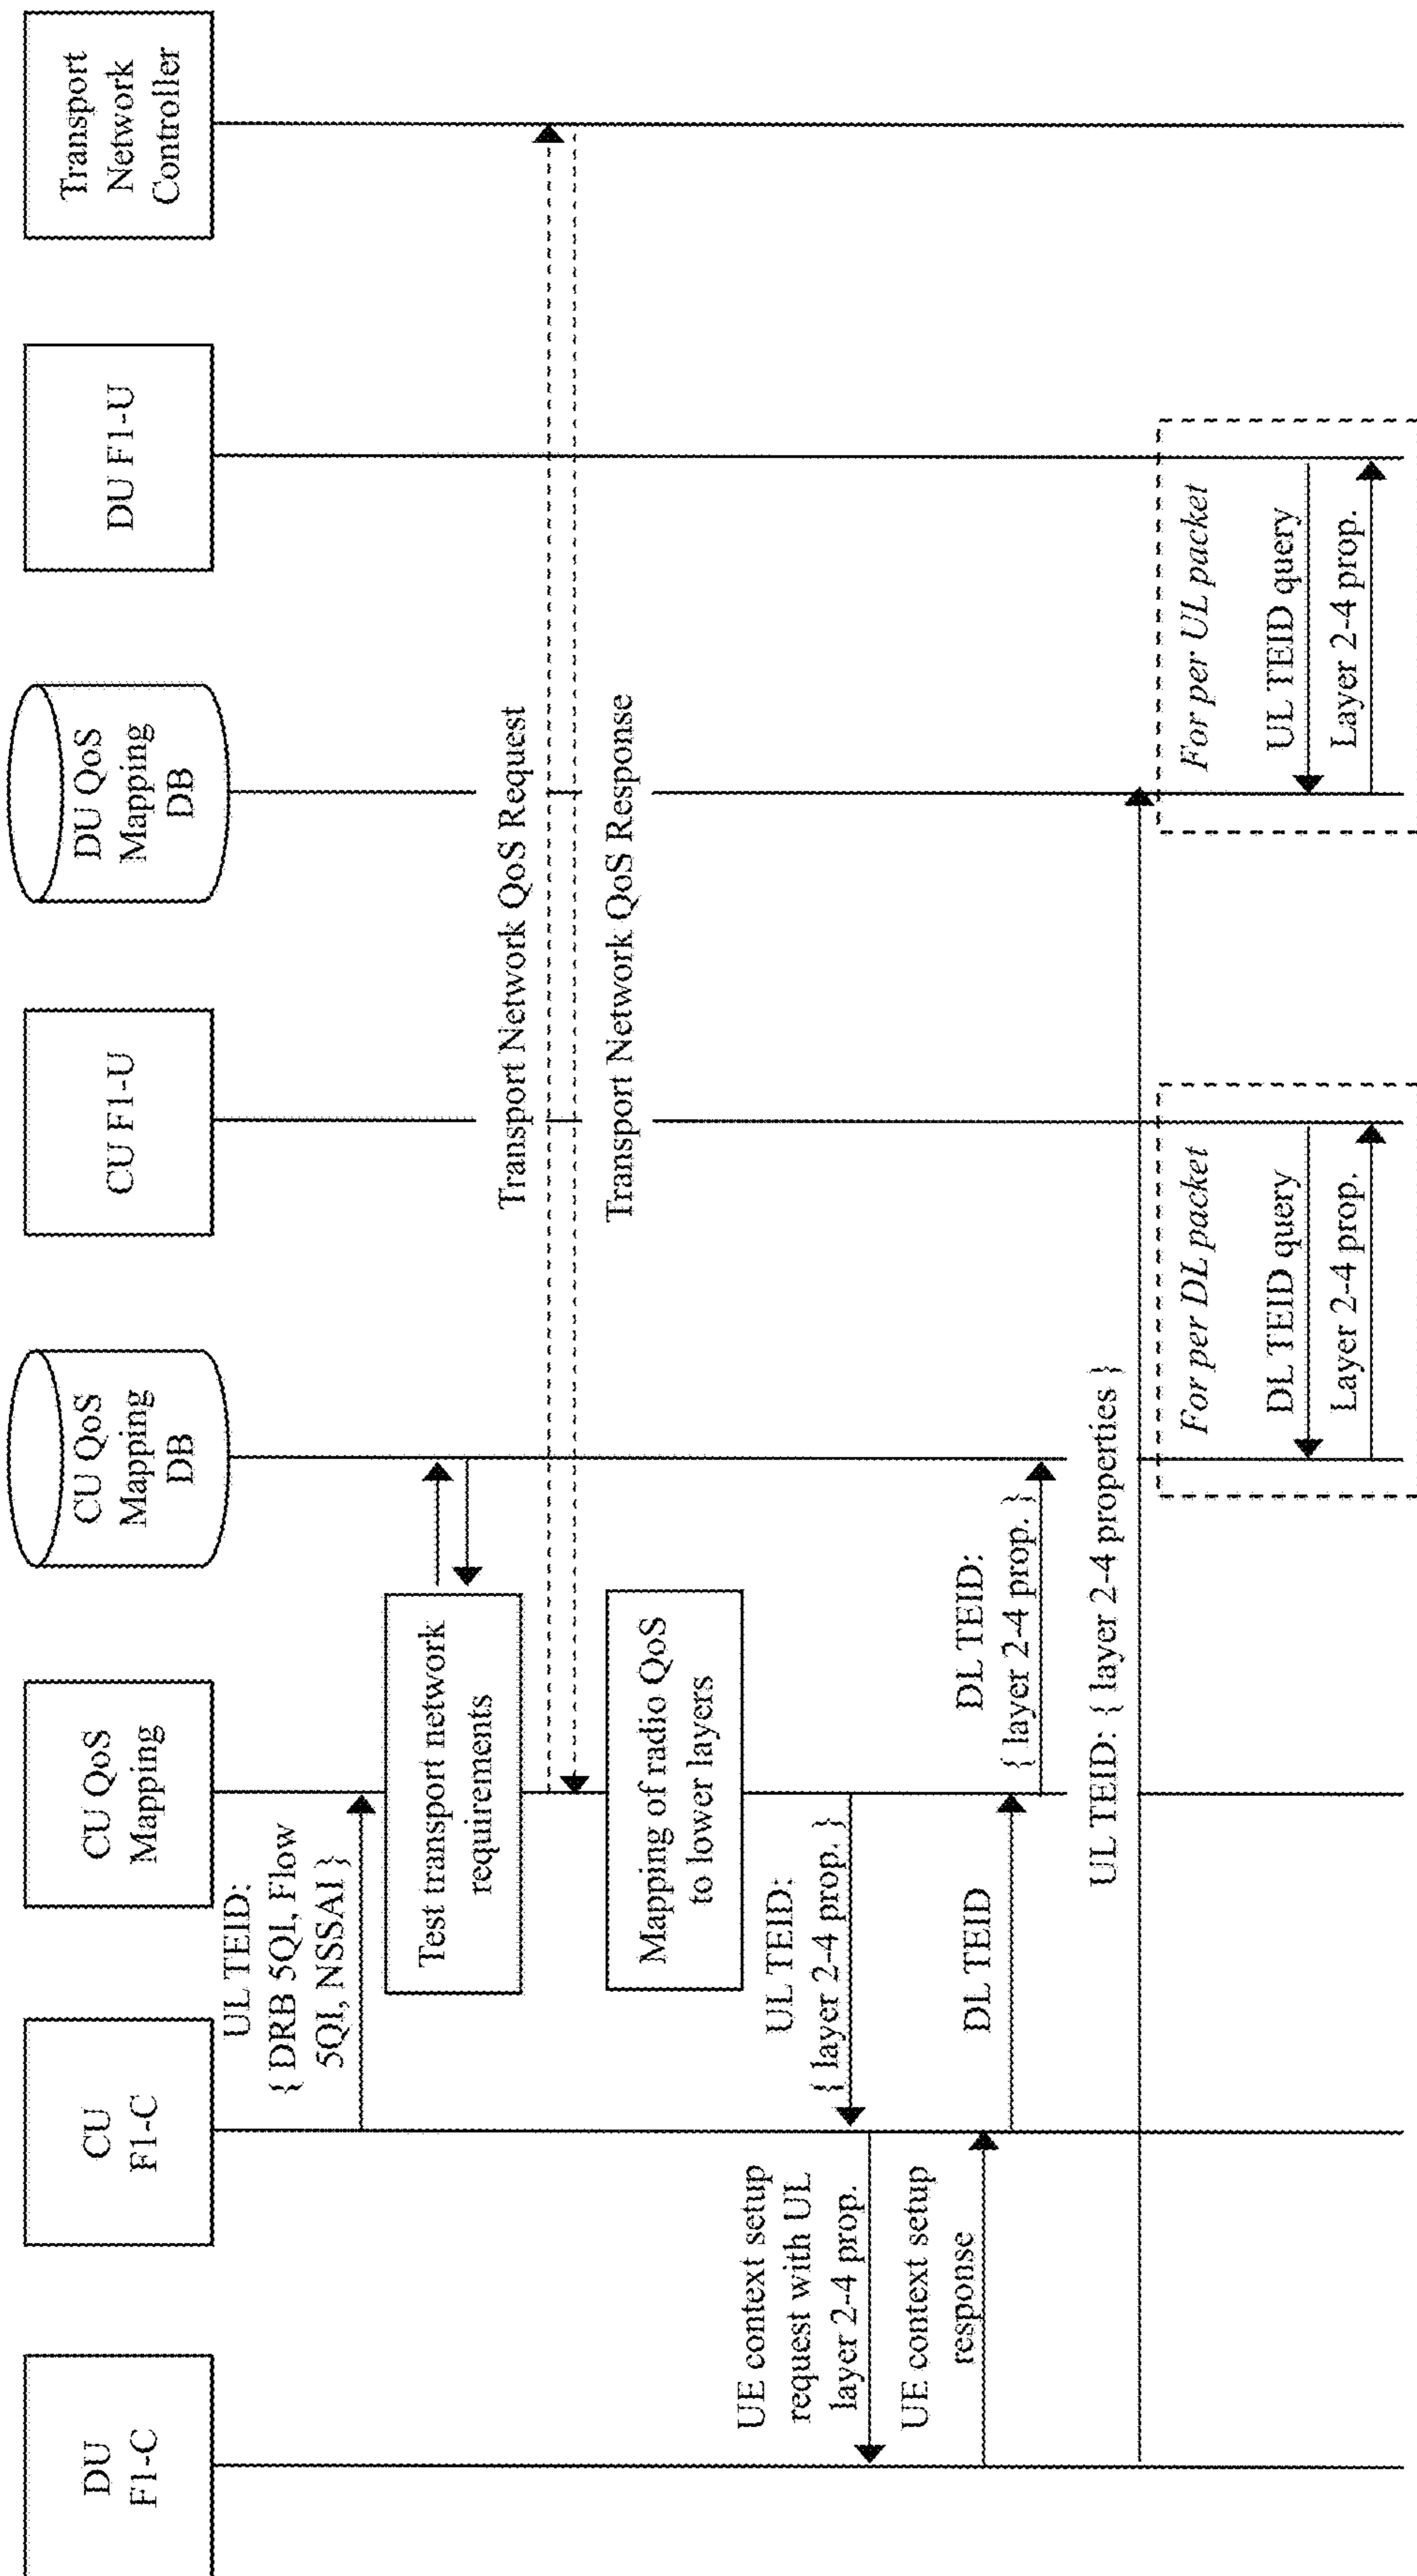 DU
F1-C
CU
F1-C
CU QoS
Mapping
CU QoS
Mapping
DB
CU F1-U
DU QoS
Mapping
DB
DU F1-U
Transport
Network
Controller
UL TEID:
{ DRB 5QI, Flow
5QI, NSSAI }
Test transport network
requirements
Transport Network QoS Request
Transport Network QoS Response
Mapping of radio QoS
to lower layers
UL TEID:
{ layer 2-4 prop. }
UE context setup
request with UL
layer 2-4 prop.
UE context setup
response
DL TEID
DL TEID:
{ layer 2-4 prop. }
UL TEID: { layer 2-4 properties }
For per DL packet
DL TEID query
Layer 2-4 prop.
For per UL packet
UL TEID query
Layer 2-4 prop.